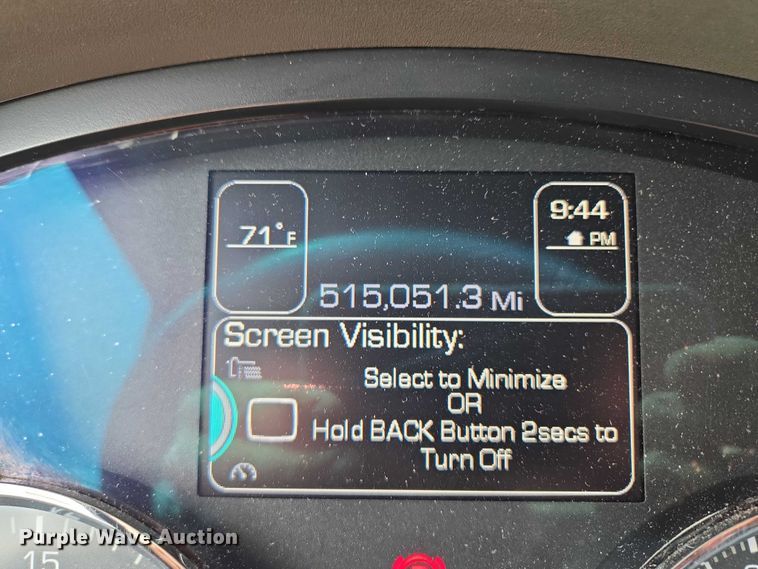 71°F
9:44
PM
515,051.3 Mi
Screen Visibility:
Select to Minimize
OR
Hold BACK Button 2secs to
Turn Off
15
Purple Wave Auction